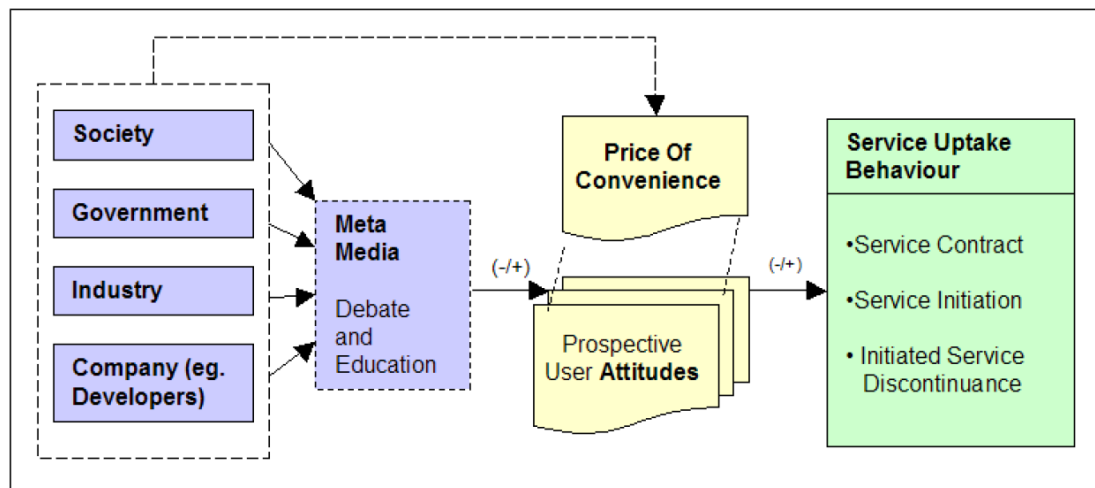 Society
Government
Industry
Company (eg.
Developers)
Meta
Media
Debate
and
Education
(-/+)
Price Of
Convenience
Prospective
User Attitudes
(-/+)
Service Uptake
Behaviour
•Service Contract
•Service Initiation
• Initiated Service
Discontinuance